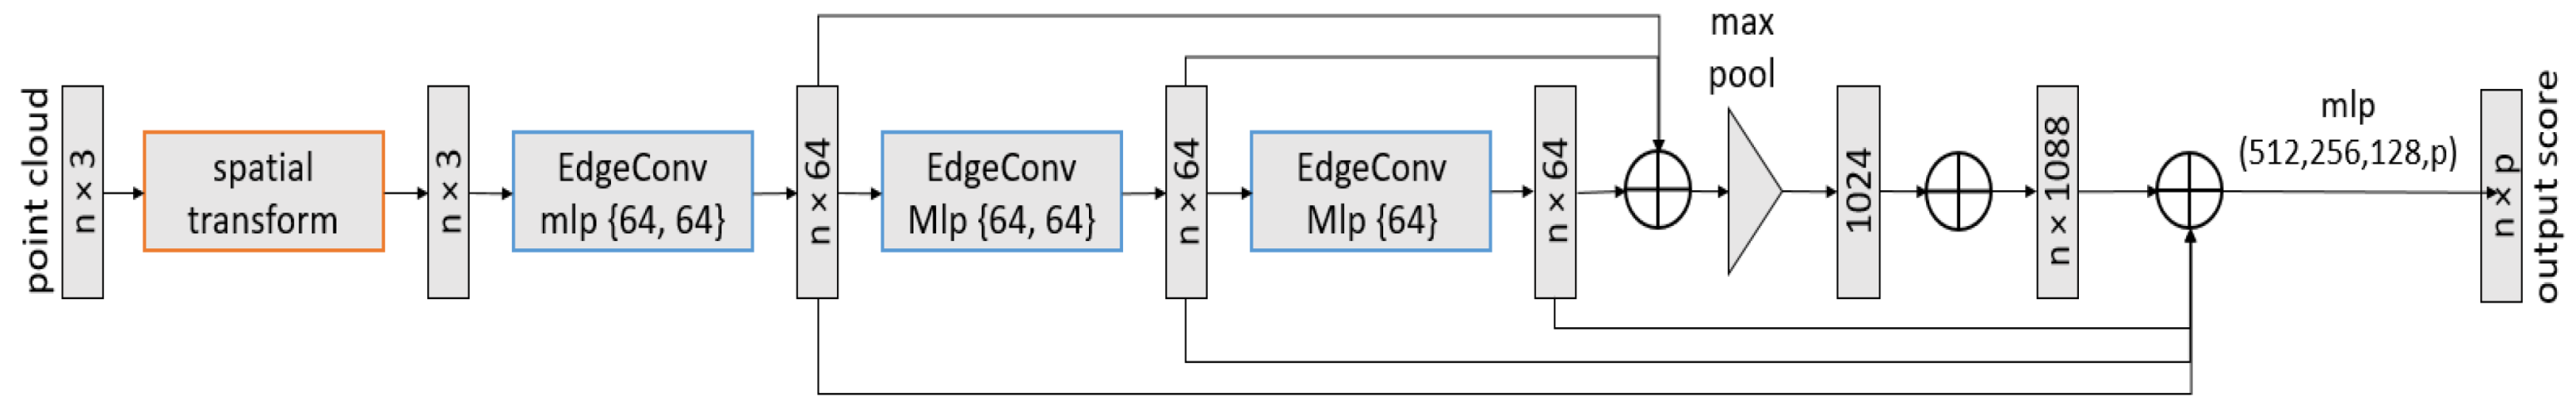 point cloud
n × 3
spatial
transform
n × 3
EdgeConv
mlp {64, 64}
n × 64
EdgeConv
Mlp {64, 64}
n × 64
EdgeConv
Mlp {64}
n × 64
max
pool
1024
n × 1088
mlp
(512,256,128,p)
n × p
output score